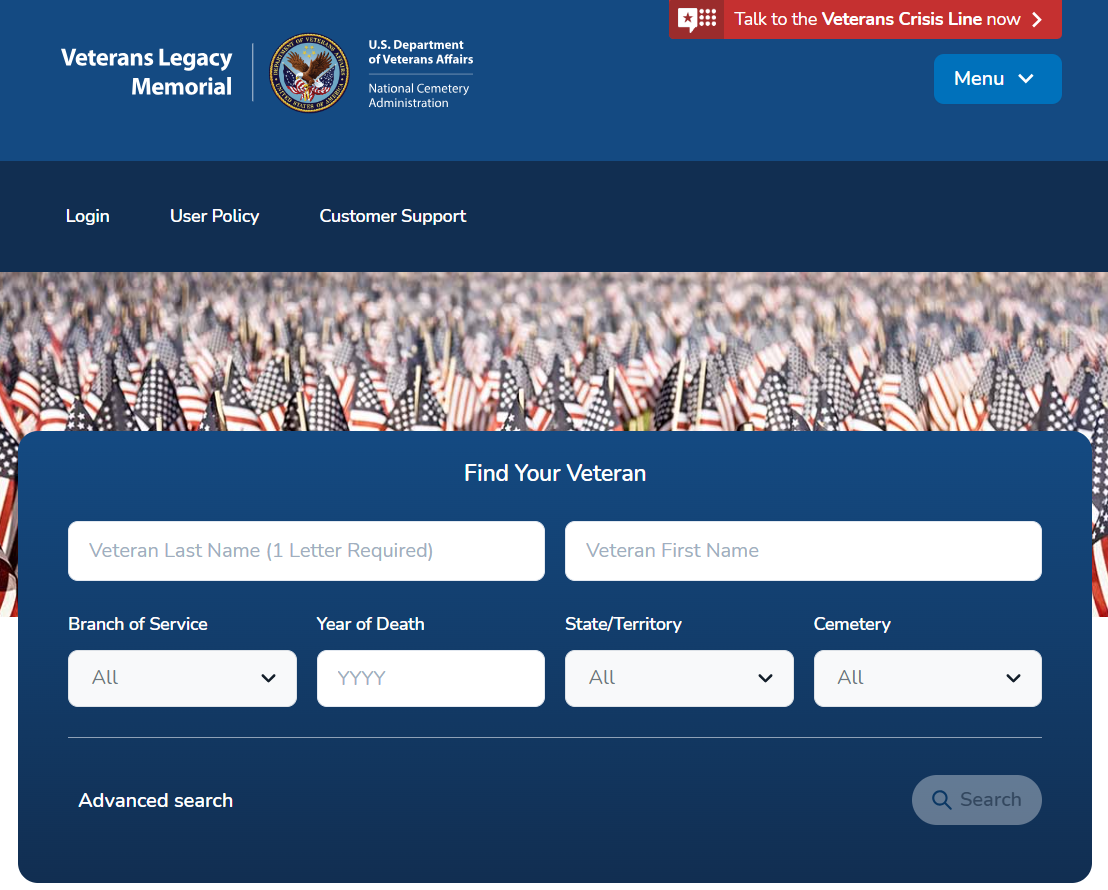 Talk to the Veterans Crisis Line now
Veterans Legacy
Memorial
DEPARTMENT OF VETERANS AFFAIRS
UNITED STATES OF AMERICA
U.S. Department
of Veterans Affairs
National Cemetery
Administration
Menu
Login User Policy Customer Support
Find Your Veteran
Veteran Last Name (1 Letter Required) Veteran First Name
Branch of Service Year of Death State/Territory Cemetery
All YYYY All All
Advanced search Search